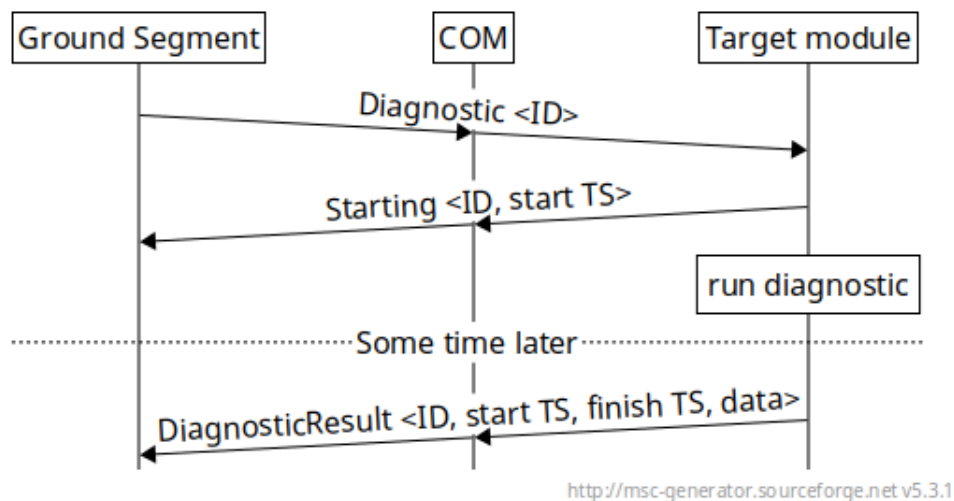 Ground Segment COM Target module
Diagnostic <ID>
Starting <ID, start TS>
run diagnostic
Some time later
DiagnosticResult <ID, start TS, finish TS, data>
http://msc-generator.sourceforge.net v5.3.1